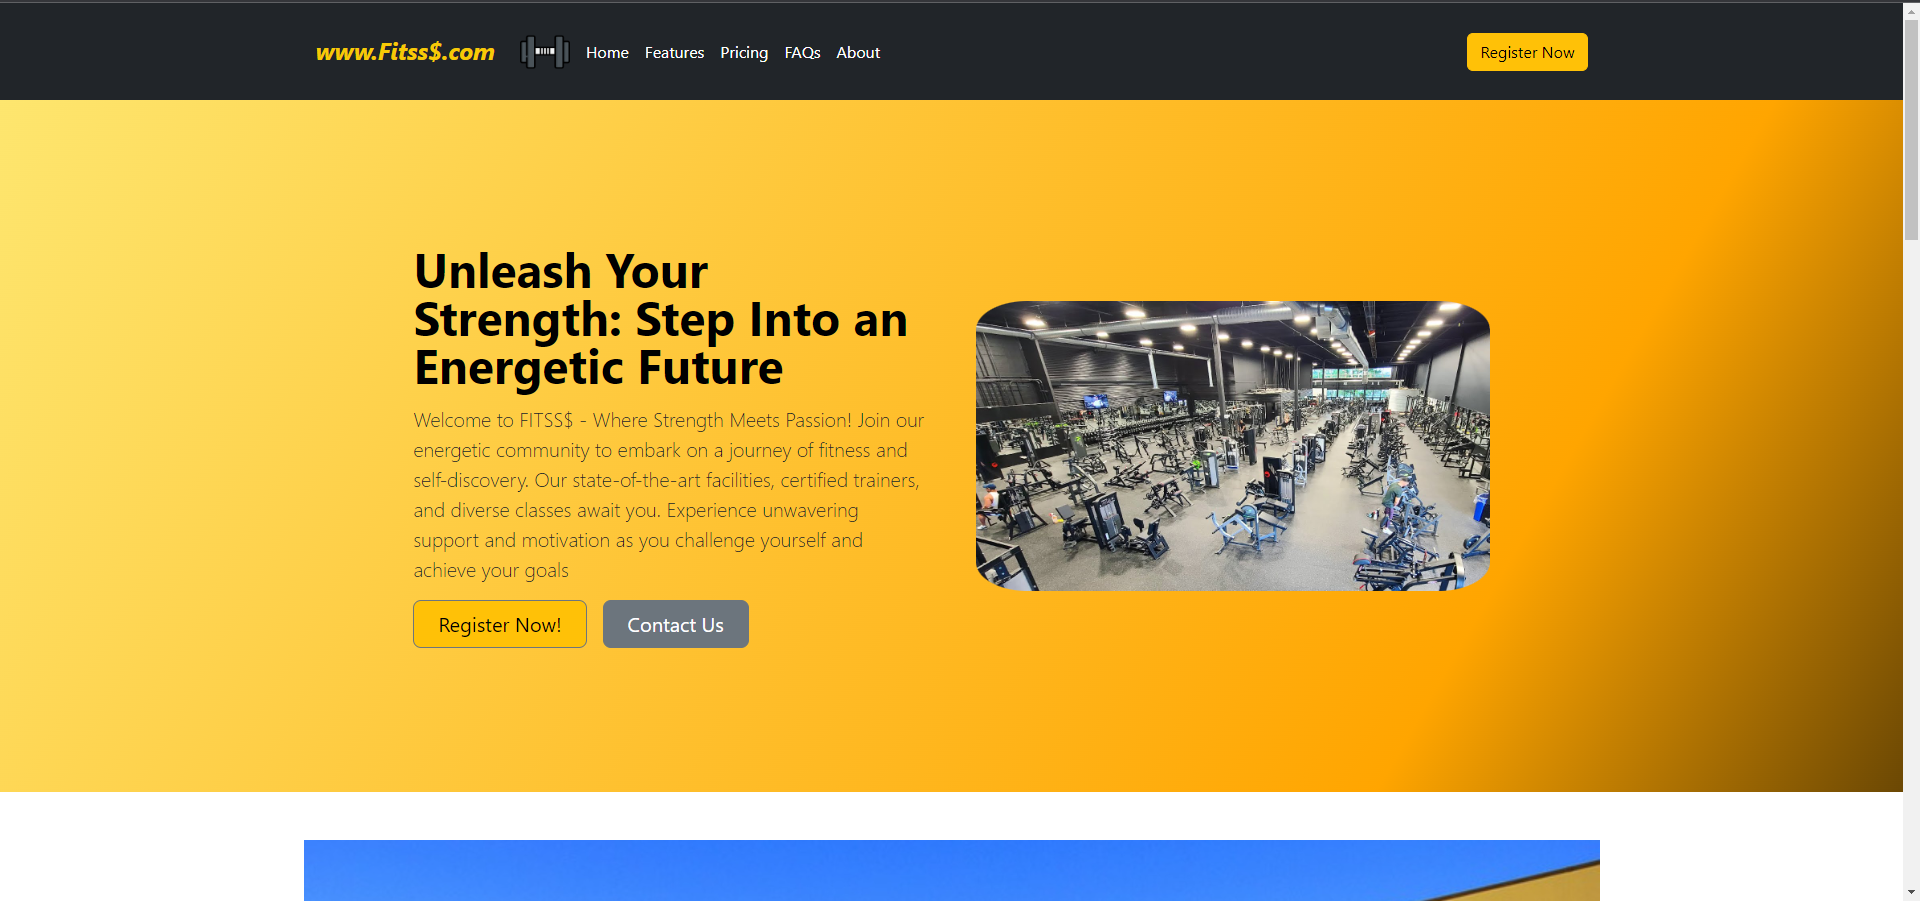 www.Fitss$.com
Home Features Pricing FAQs About
Register Now
Unleash Your
Strength: Step Into an
Energetic Future
Welcome to FITSS$ - Where Strength Meets Passion! Join our
energetic community to embark on a journey of fitness and
self-discovery. Our state-of-the-art facilities, certified trainers,
and diverse classes await you. Experience unwavering
support and motivation as you challenge yourself and
achieve your goals
Register Now!
Contact Us